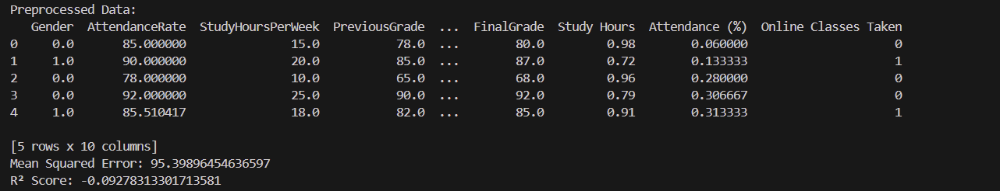 Preprocessed Data:
   Gender  AttendanceRate  StudyHoursPerWeek  PreviousGrade  ...  FinalGrade  Study Hours  Attendance (%)  Online Classes Taken
0     0.0       85.000000               15.0           78.0  ...        80.0         0.98        0.060000                     0
1     1.0       90.000000               20.0           85.0  ...        87.0         0.72        0.133333                     1
2     0.0       78.000000               10.0           65.0  ...        68.0         0.96        0.280000                     0
3     0.0       92.000000               25.0           90.0  ...        92.0         0.79        0.306667                     0
4     1.0       85.510417               18.0           82.0  ...        85.0         0.91        0.313333                     1
[5 rows x 10 columns]
Mean Squared Error: 95.39896454636597
R² Score: -0.09278313301713581